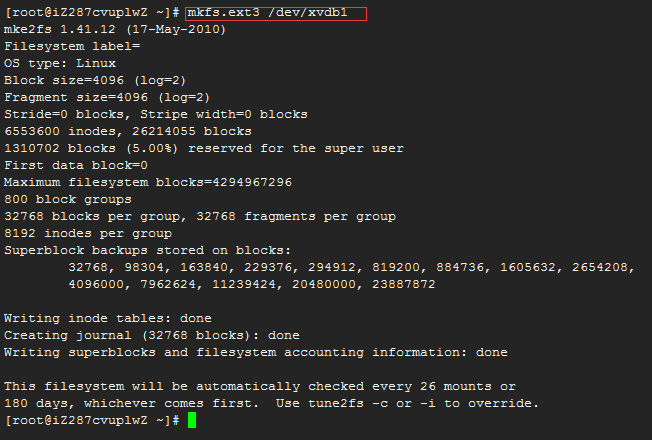 [root@iZ287cvuplwZ ~]# mkfs.ext3 /dev/xvdb1
mke2fs 1.41.12 (17-May-2010)
Filesystem label=
OS type: Linux
Block size=4096 (log=2)
Fragment size=4096 (log=2)
Stride=0 blocks, Stripe width=0 blocks
6553600 inodes, 26214055 blocks
1310702 blocks (5.00%) reserved for the super user
First data block=0
Maximum filesystem blocks=4294967296
800 block groups
32768 blocks per group, 32768 fragments per group
8192 inodes per group
Superblock backups stored on blocks:
32768, 98304, 163840, 229376, 294912, 819200, 884736, 1605632, 2654208,
4096000, 7962624, 11239424, 20480000, 23887872
Writing inode tables: done
Creating journal (32768 blocks): done
Writing superblocks and filesystem accounting information: done
This filesystem will be automatically checked every 26 mounts or
180 days, whichever comes first.  Use tune2fs -c or -i to override.
[root@iZ287cvuplwZ ~]#